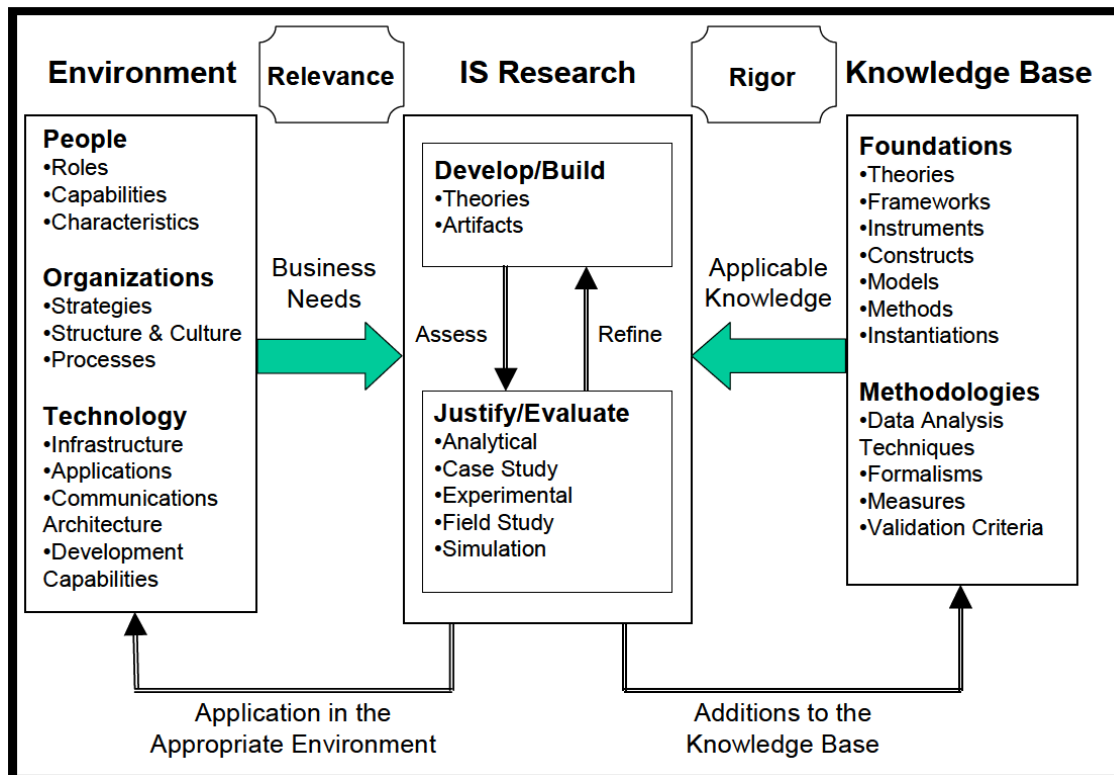 Environment
Relevance
IS Research
Rigor
Knowledge Base
People
•Roles
•Capabilities
•Characteristics
Organizations
•Strategies
•Structure & Culture
•Processes
Technology
•Infrastructure
•Applications
•Communications
Architecture
•Development
Capabilities
Business
Needs
Develop/Build
•Theories
•Artifacts
Assess
Refine
Justify/Evaluate
•Analytical
•Case Study
•Experimental
•Field Study
•Simulation
Applicable
Knowledge
Foundations
•Theories
•Frameworks
•Instruments
•Constructs
•Models
•Methods
•Instantiations
Methodologies
•Data Analysis
Techniques
•Formalisms
•Measures
•Validation Criteria
Application in the
Appropriate Environment
Additions to the
Knowledge Base